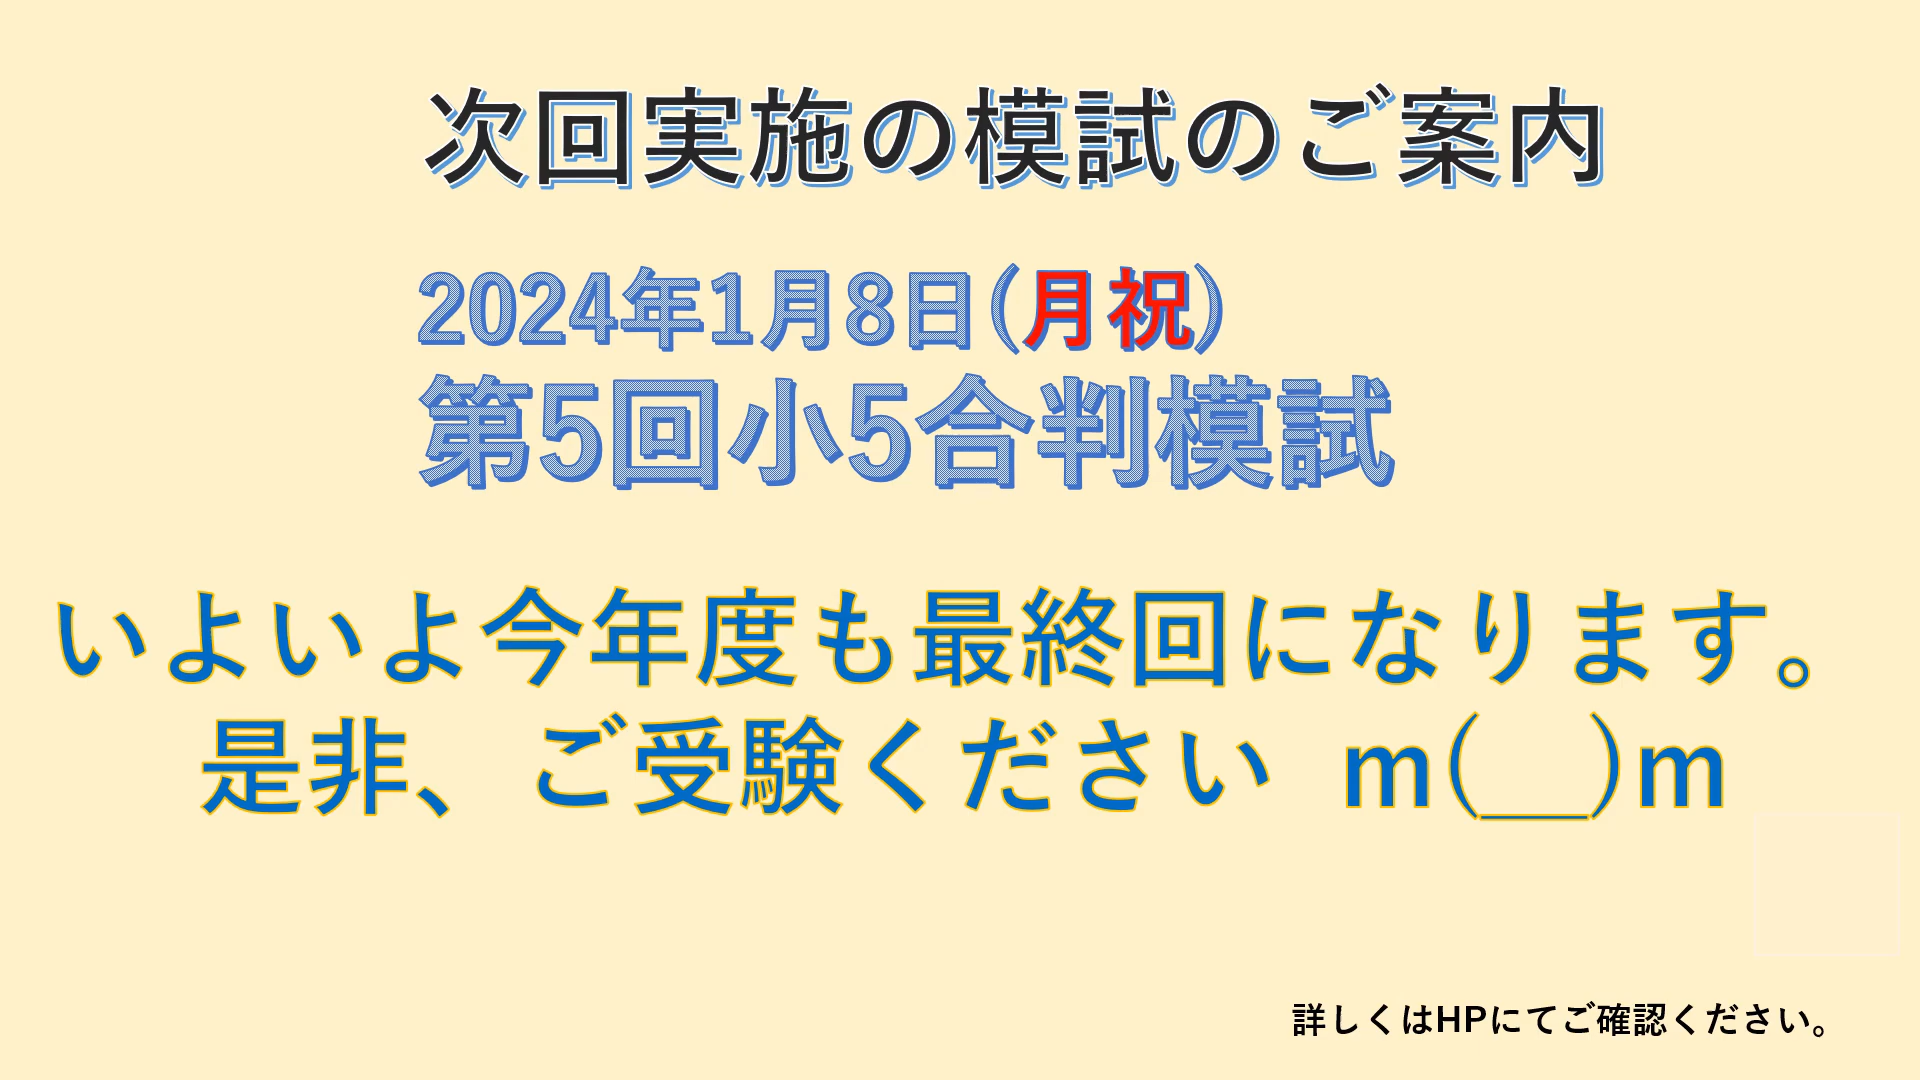 次回実施の模試のご案内
2024年1月8日(月祝)
第5回小5合判模試
いよいよ今年度も最終回になります。
是非、ご受験ください m(__)m
詳しくはHPにてご確認ください。